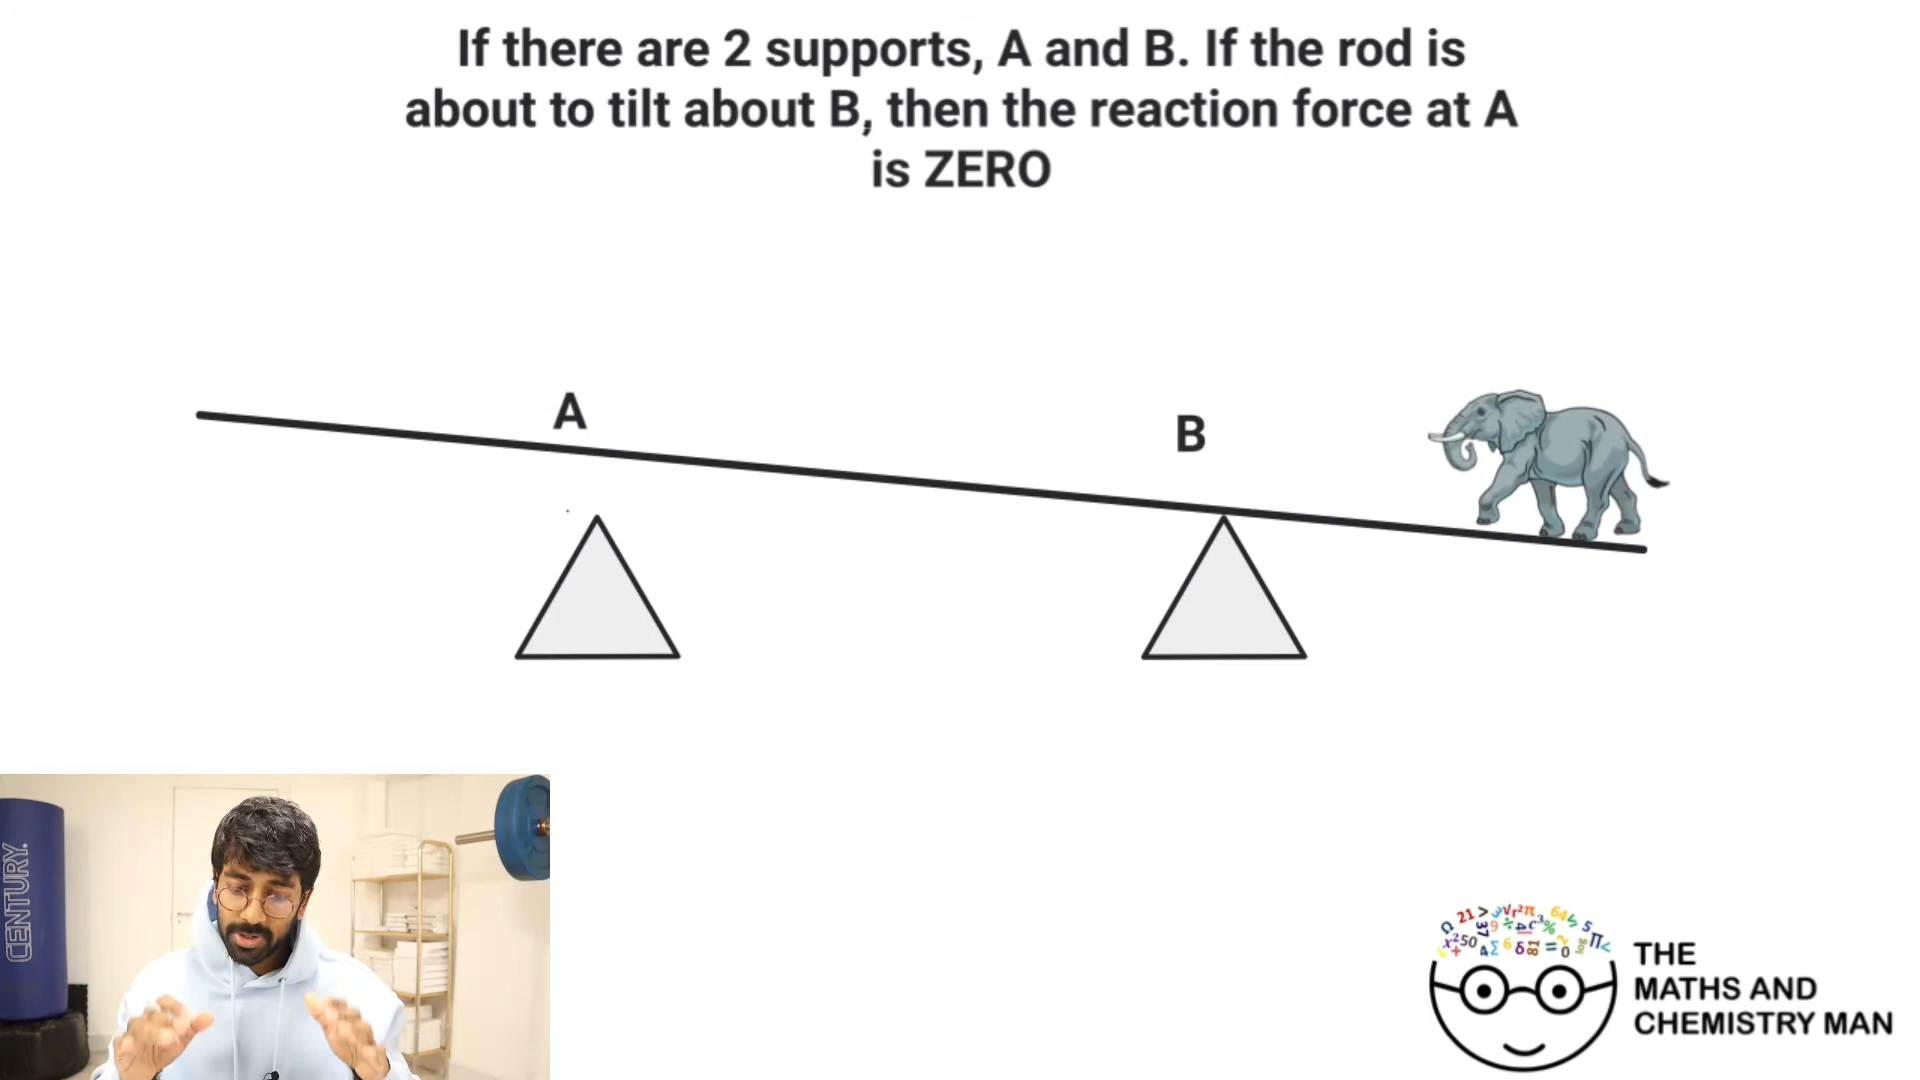 If there are 2 supports, A and B. If the rod is
about to tilt about B, then the reaction force at A
is ZERO
A
B
CENTURY.
THE
MATHS AND
CHEMISTRY MAN